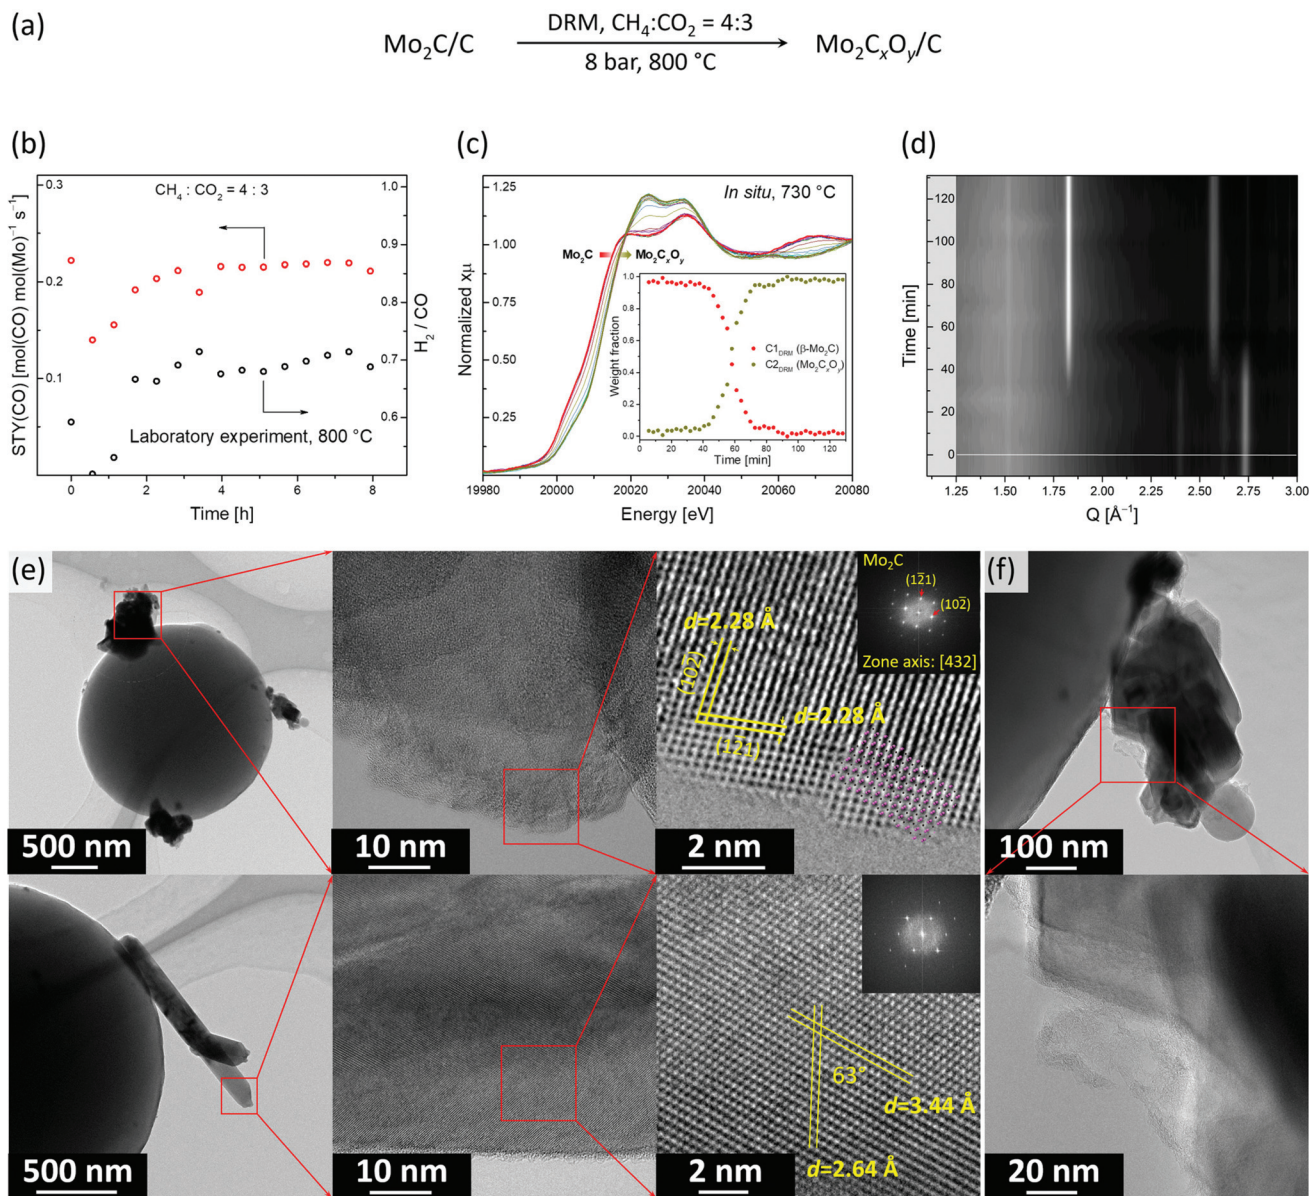 (a)
DRM, CH₄:CO₂ = 4:3
Mo₂C/C
Mo₂CₓOᵧ/C
8 bar, 800 °C
(b)
CH₄ : CO₂ = 4 : 3
STY(CO) [mol(CO) mol(Mo)⁻¹ s⁻¹]
0.3
0.2
0.1
1.0
0.9
0.8
0.7
0.6
H₂ / CO
Laboratory experiment, 800 °C
0 2 4 6 8
Time [h]
(c)
In situ, 730 °C
Normalized xμ
1.25
1.00
0.75
0.50
0.25
Mo₂C
Mo₂CₓOᵧ
Weight fraction
1.0
0.8
0.6
0.4
0.2
0.0
C1DRM (β-Mo₂C)
C2DRM (Mo₂CₓOᵧ)
0 20 40 60 80 100 120
Time [min]
19980 20000 20020 20040 20060 20080
Energy [eV]
(d)
Time [min]
120
100
80
60
40
20
0
1.25 1.50 1.75 2.00 2.25 2.50 2.75 3.00
Q [Å⁻¹]
(e)
500 nm
10 nm
Mo₂C
(12̄1)
(102̄)
Zone axis: [432]
d=2.28 Å
(102̄)
d=2.28 Å
(12̄1)
2 nm
(f)
100 nm
500 nm
10 nm
63°
d=3.44 Å
d=2.64 Å
2 nm
20 nm